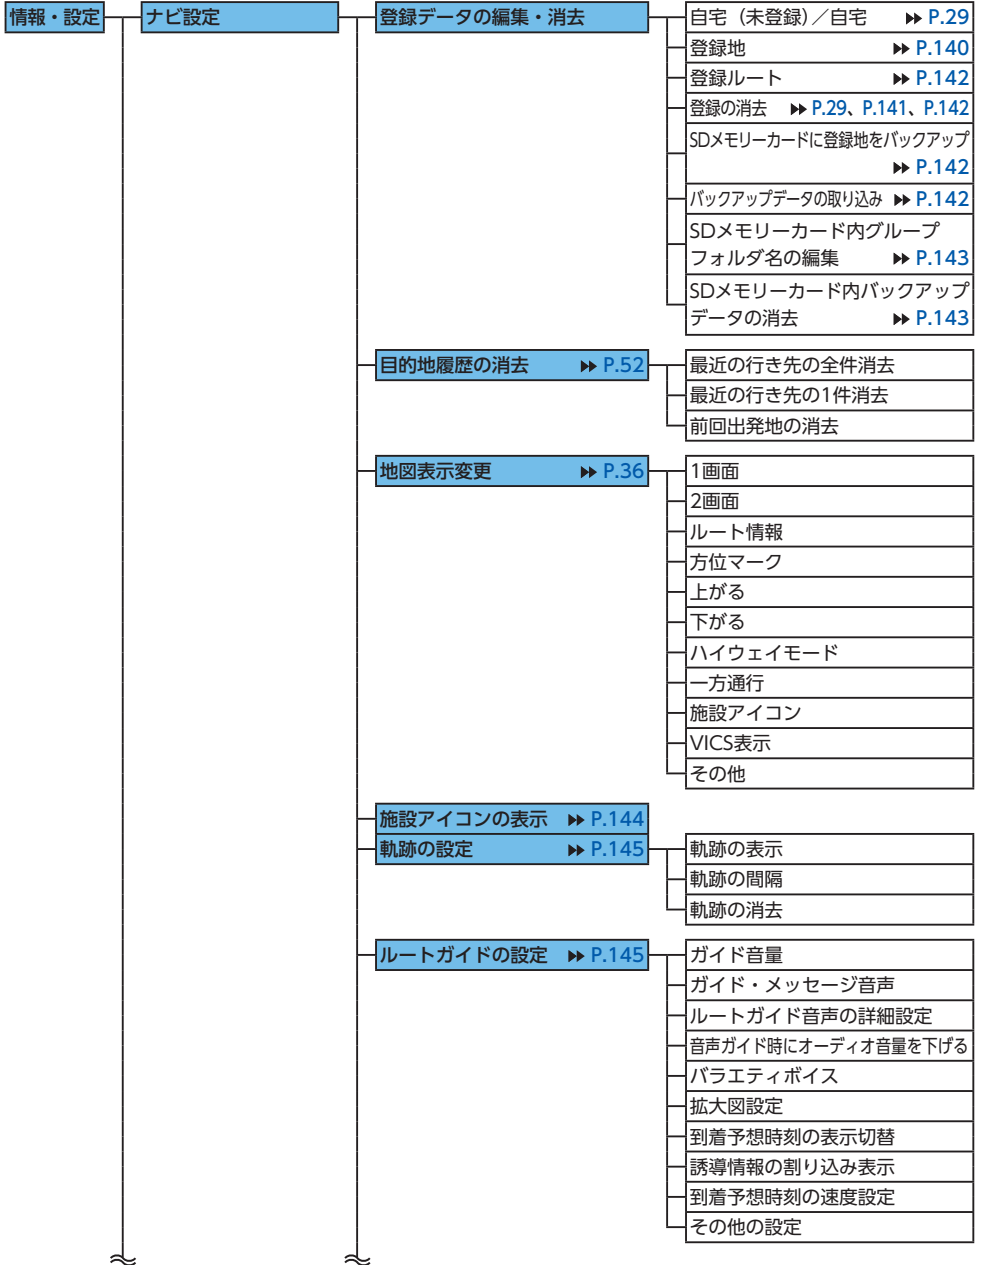 情報・設定
ナビ設定
登録データの編集・消去
自宅（未登録）／自宅 P.29
登録地 P.140
登録ルート P.142
登録の消去 P.29、P.141、P.142
SDメモリーカードに登録地をバックアップ
P.142
バックアップデータの取り込み P.142
SDメモリーカード内グループ
フォルダ名の編集 P.143
SDメモリーカード内バックアップ
データの消去 P.143
目的地履歴の消去 P.52
最近の行き先の全件消去
最近の行き先の1件消去
前回出発地の消去
地図表示変更 P.36
1画面
2画面
ルート情報
方位マーク
上がる
下がる
ハイウェイモード
一方通行
施設アイコン
VICS表示
その他
施設アイコンの表示 P.144
軌跡の設定 P.145
軌跡の表示
軌跡の間隔
軌跡の消去
ルートガイドの設定 P.145
ガイド音量
ガイド・メッセージ音声
ルートガイド音声の詳細設定
音声ガイド時にオーディオ音量を下げる
バラエティボイス
拡大図設定
到着予想時刻の表示切替
誘導情報の割り込み表示
到着予想時刻の速度設定
その他の設定